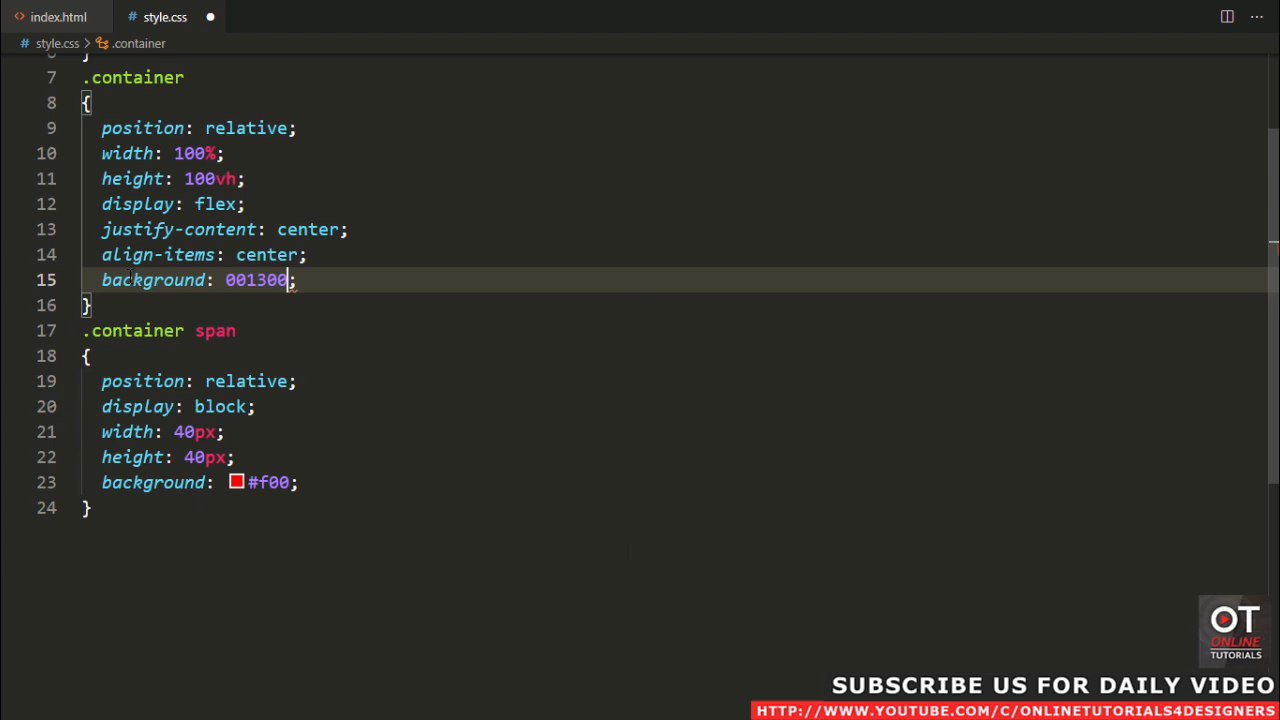 index.html # style.css
# style.css .container
6 }
7 .container
8 {
9 position: relative;
10 width: 100%;
11 height: 100vh;
12 display: flex;
13 justify-content: center;
14 align-items: center;
15 background: 001300;
16 }
17 .container span
18 {
19 position: relative;
20 display: block;
21 width: 40px;
22 height: 40px;
23 background: #f00;
24 }
OT
ONLINE
TUTORIALS
SUBSCRIBE US FOR DAILY VIDEO
HTTP://WWW.YOUTUBE.COM/C/ONLINETUTORIALS4DESIGNERS